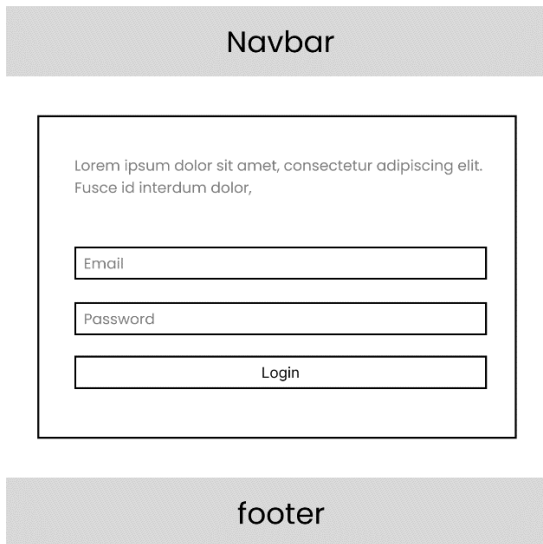 Navbar
Lorem ipsum dolor sit amet, consectetur adipiscing elit.
Fusce id interdum dolor,
Email
Password
Login
footer